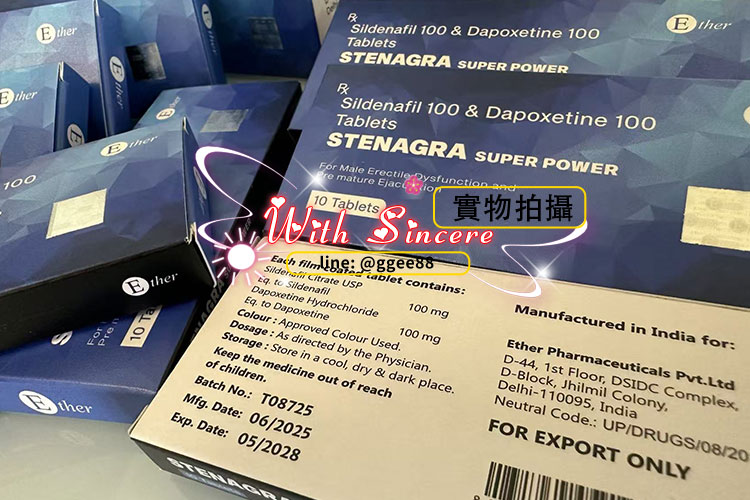 Ether
Ether
Ether
Ether
100
10 Tablets
℞
Sildenafil 100 & Dapoxetine 100
Tablets
STENAGRA SUPER POWER
Ether
℞
Sildenafil 100 & Dapoxetine 100
Tablets
STENAGRA SUPER POWER
For Male Erectile Dysfunction and
10 Tablets
實物拍攝
With Sincere
line: @ggee88
Each film coated tablet contains:
Sildenafil Citrate USP
Eq. to Sildenafil 100 mg
Dapoxetine Hydrochloride
Eq. to Dapoxetine 100 mg
Colour : Approved Colour Used.
Dosage : As directed by the Physician.
Storage : Store in a cool, dry & dark place.
Keep the medicine out of reach
of children.
Batch No.: T08725
Mfg. Date: 06/2025
Exp. Date: 05/2028
Manufactured in India for:
Ether Pharmaceuticals Pvt.Ltd
D-44, 1st Floor, DSIDC Complex,
D-Block, Jhilmil Colony,
Delhi-110095, India
Neutral Code.: UP/DRUGS/08/20
FOR EXPORT ONLY
STENAGRA SUPER POWER